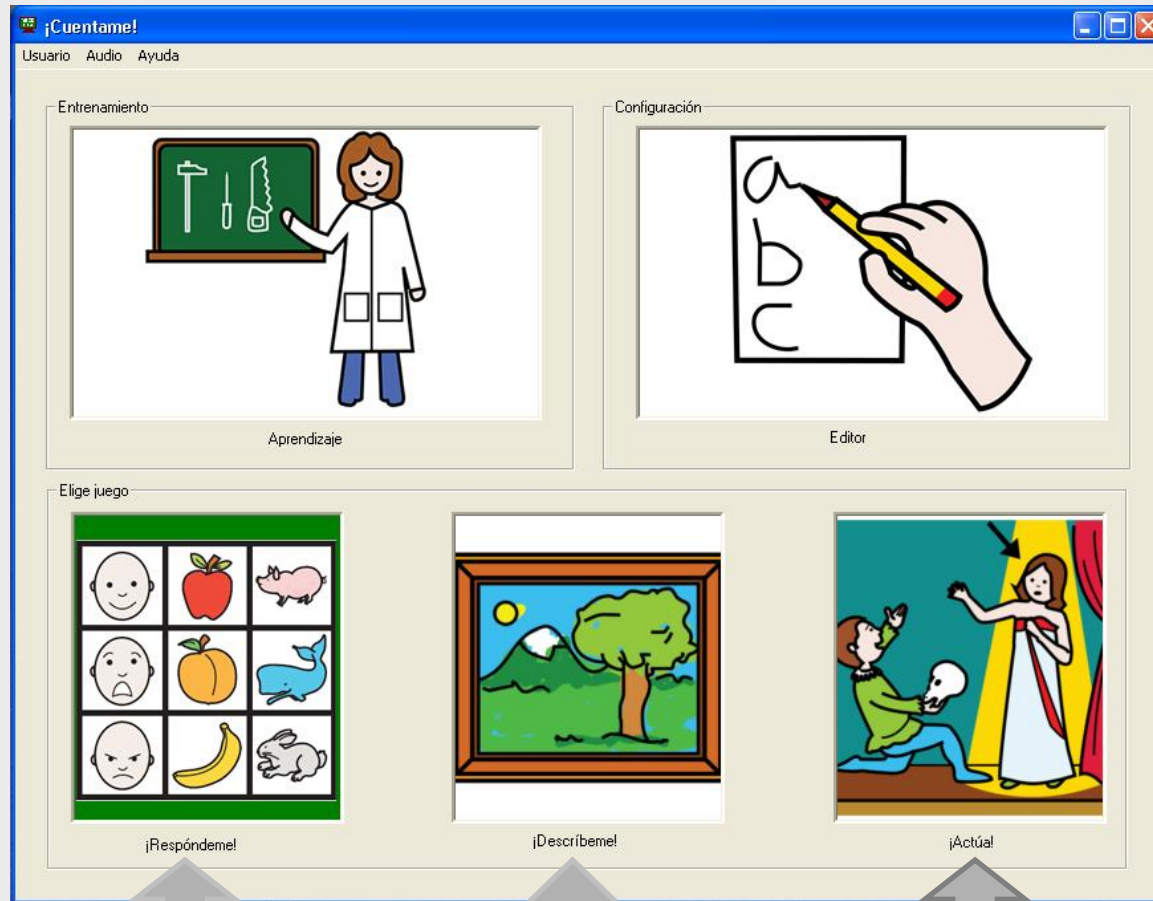 ¡Cuentame!
Usuario Audio Ayuda
Entrenamiento
Configuración
a
b
c
Aprendizaje
Editor
Elige juego
¡Respóndeme!
¡Descríbeme!
¡Actúa!